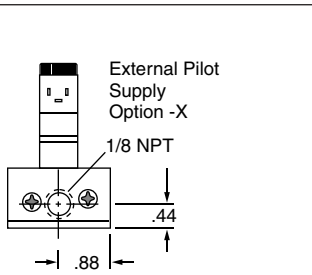 External Pilot
Supply
Option -X
1/8 NPT
.44
.88